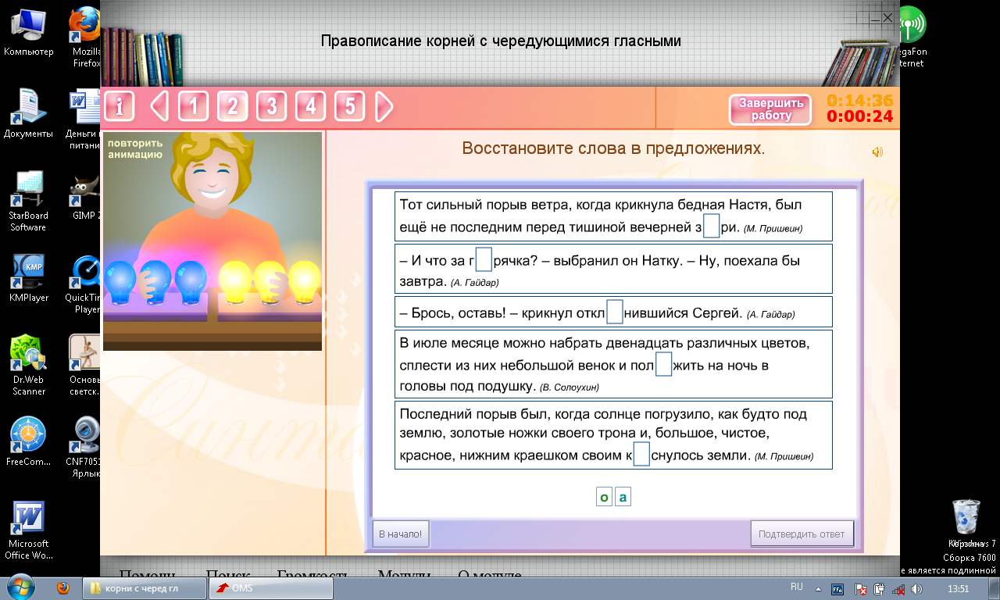 Компьютер
Mozilla
Firefox
Документы
Деньги
питани
StarBoard
Software
GIMP 2
KMP
KMPlayer
QuickTim
Player
Dr.Web
Scanner
Основы
светск...
FreeCom...
CNF705
Ярлык
Microsoft
Office Wo...
egaFon
ternet
Правописание корней с чередующимися гласными
i 1 2 3 4 5
Завершить
работу
0:14:36
0:00:24
повторить
анимацию
Восстановите слова в предложениях.
Тот сильный порыв ветра, когда крикнула бедная Настя, был
ещё не последним перед тишиной вечерней з ри. (М. Пришвин)
– И что за г рячка? – выбранил он Натку. – Ну, поехала бы
завтра. (А. Гайдар)
– Брось, оставь! – крикнул откл нившийся Сергей. (А. Гайдар)
В июле месяце можно набрать двенадцать различных цветов,
сплести из них небольшой венок и пол жить на ночь в
головы под подушку. (В. Солоухин)
Последний порыв был, когда солнце погрузило, как будто под
землю, золотые ножки своего трона и, большое, чистое,
красное, нижним краешком своим к снулось земли. (М. Пришвин)
о а
В начало!
Подтвердить ответ
Помощь Поиск Громкость Модули О модуле
Корзина
Windows 7
Сборка 7600
е является подлинной
корни с черед гл
OMS
RU
13:51